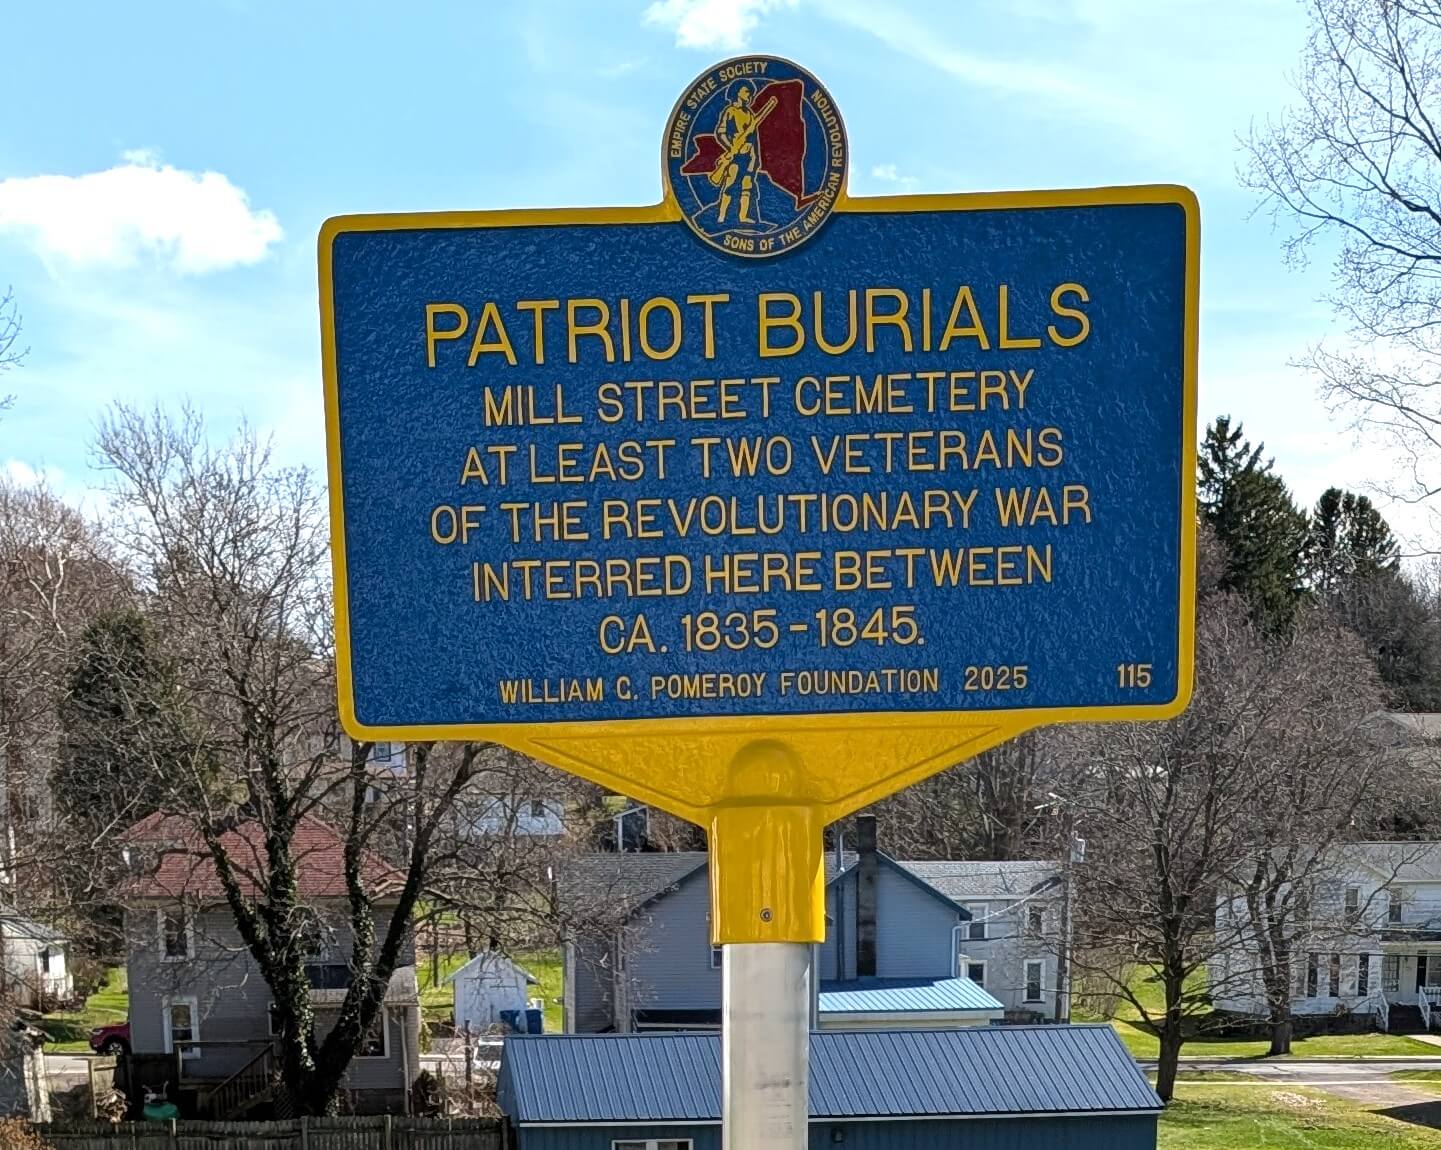 EMPIRE STATE SOCIETY
SONS OF THE AMERICAN REVOLUTION
PATRIOT BURIALS
MILL STREET CEMETERY
AT LEAST TWO VETERANS
OF THE REVOLUTIONARY WAR
INTERRED HERE BETWEEN
CA. 1835-1845.
WILLIAM G. POMEROY FOUNDATION 2025 115